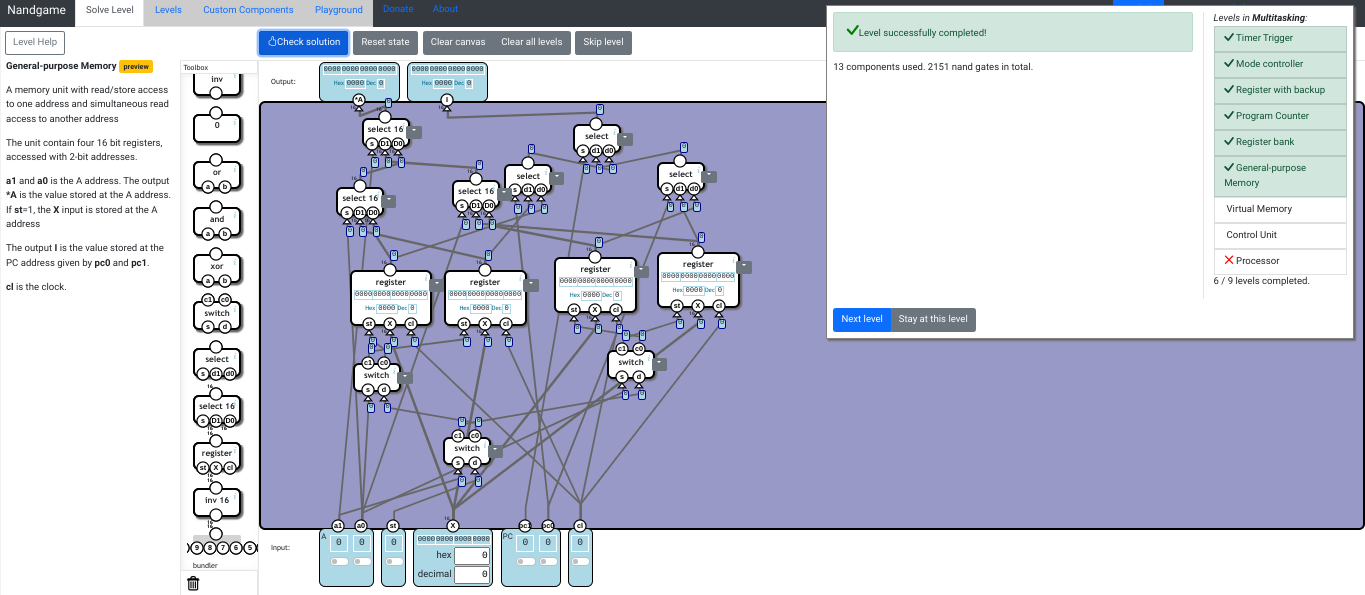 Nandgame
Solve Level
Levels
Custom Components
Playground
Donate
About
Level Help
Check solution
Reset state
Clear canvas
Clear all levels
Skip level
General-purpose Memory preview
A memory unit with read/store access
to one address and simultaneous read
access to another address
The unit contain four 16 bit registers,
accessed with 2-bit addresses.
a1 and a0 is the A address. The output
*A is the value stored at the A address.
If st=1, the X input is stored at the A
address
The output I is the value stored at the
PC address given by pc0 and pc1.
cl is the clock.
Toolbox
inv
0
or
a b
and
a b
xor
a b
c1 c0
switch
s d
select
s d1 d0
16
select 16
s D1 D0
16 16
register
st X cl
16
inv 16
16
9 8 7 6 5
bundler
Output:
0000 0000 0000 0000
Hex 0000 Dec 0
0000 0000 0000 0000
Hex 0000 Dec 0
*A
I
select 16
s D1 D0
select
s d1 d0
select 16
s D1 D0
select 16
s D1 D0
select
s d1 d0
select
s d1 d0
register
0000 0000 0000 0000
Hex 0000 Dec 0
st X cl
register
0000 0000 0000 0000
Hex 0000 Dec 0
st X cl
register
0000 0000 0000 0000
Hex 0000 Dec 0
st X cl
register
0000 0000 0000 0000
Hex 0000 Dec 0
st X cl
c1 c0
switch
s d
c1 c0
switch
s d
c1 c0
switch
s d
Input:
a1 a0
A 0 0
st
0
X
0000 0000 0000 0000
hex 0
decimal 0
pc1 pc0
PC 0 0
cl
0
Level successfully completed!
13 components used. 2151 nand gates in total.
Next level
Stay at this level
Levels in Multitasking:
Timer Trigger
Mode controller
Register with backup
Program Counter
Register bank
General-purpose
Memory
Virtual Memory
Control Unit
Processor
6 / 9 levels completed.